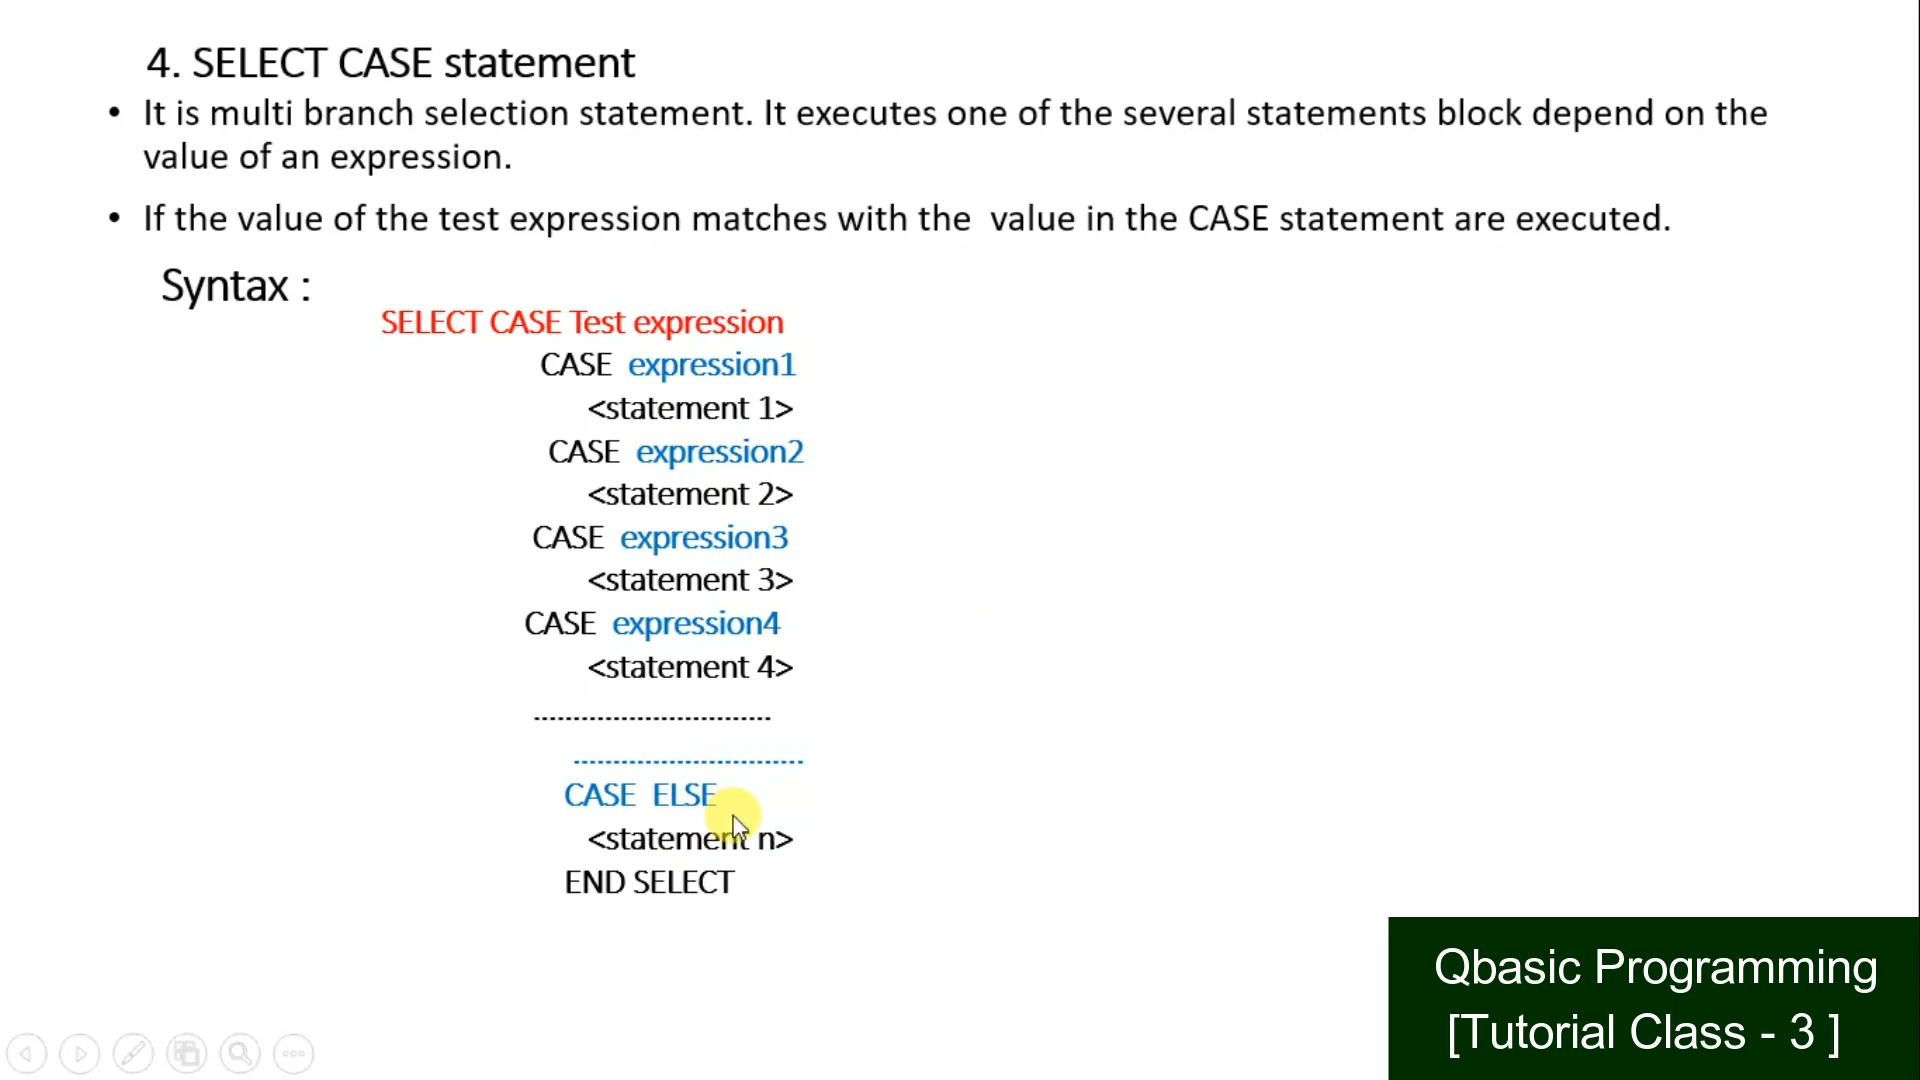 4. SELECT CASE statement
• It is multi branch selection statement. It executes one of the several statements block depend on the
value of an expression.
• If the value of the test expression matches with the  value in the CASE statement are executed.
Syntax :
SELECT CASE Test expression
CASE  expression1
<statement 1>
CASE  expression2
<statement 2>
CASE  expression3
<statement 3>
CASE  expression4
<statement 4>
------------------------------
-----------------------------
CASE  ELSE
<statement n>
END SELECT
Qbasic Programming
[Tutorial Class - 3 ]